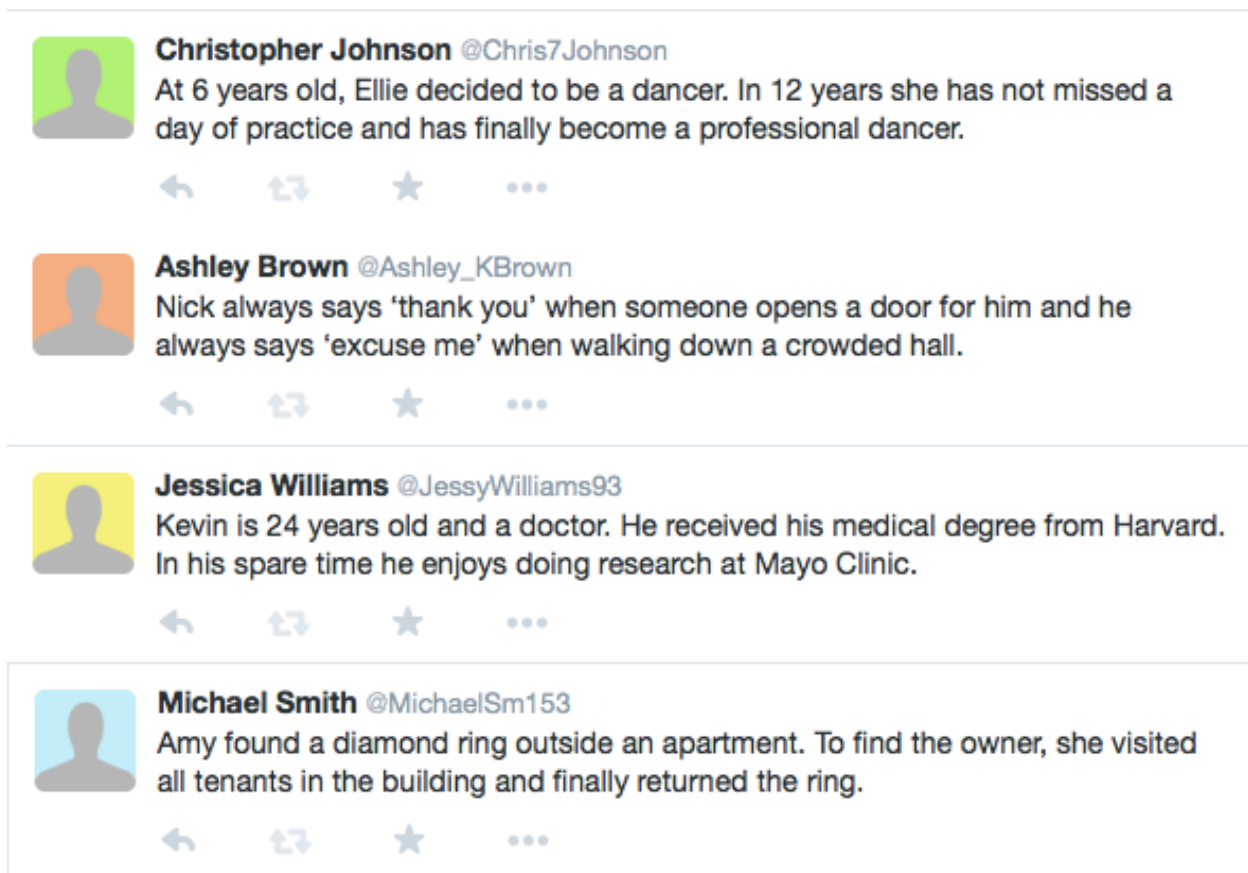 Christopher Johnson @Chris7Johnson
At 6 years old, Ellie decided to be a dancer. In 12 years she has not missed a
day of practice and has finally become a professional dancer.
Ashley Brown @Ashley_KBrown
Nick always says ‘thank you’ when someone opens a door for him and he
always says ‘excuse me’ when walking down a crowded hall.
Jessica Williams @JessyWilliams93
Kevin is 24 years old and a doctor. He received his medical degree from Harvard.
In his spare time he enjoys doing research at Mayo Clinic.
Michael Smith @MichaelSm153
Amy found a diamond ring outside an apartment. To find the owner, she visited
all tenants in the building and finally returned the ring.